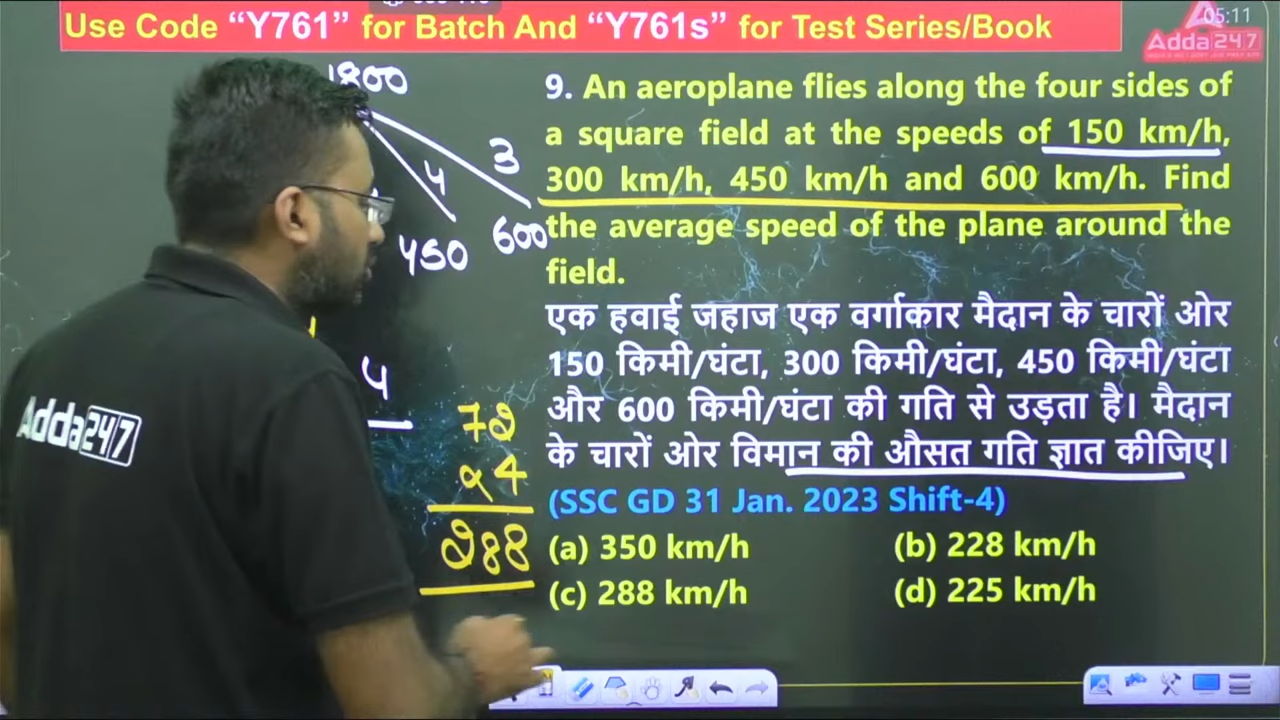 Use Code “Y761” for Batch And “Y761s” for Test Series/Book
05:11
Adda247
1800
4
3
450
600
4
72
×4
288
Adda247
9. An aeroplane flies along the four sides of
a square field at the speeds of 150 km/h,
300 km/h, 450 km/h and 600 km/h. Find
the average speed of the plane around the
field.
एक हवाई जहाज एक वर्गाकार मैदान के चारों ओर
150 किमी/घंटा, 300 किमी/घंटा, 450 किमी/घंटा
और 600 किमी/घंटा की गति से उड़ता है। मैदान
के चारों ओर विमान की औसत गति ज्ञात कीजिए।
(SSC GD 31 Jan. 2023 Shift-4)
(a) 350 km/h (b) 228 km/h
(c) 288 km/h (d) 225 km/h